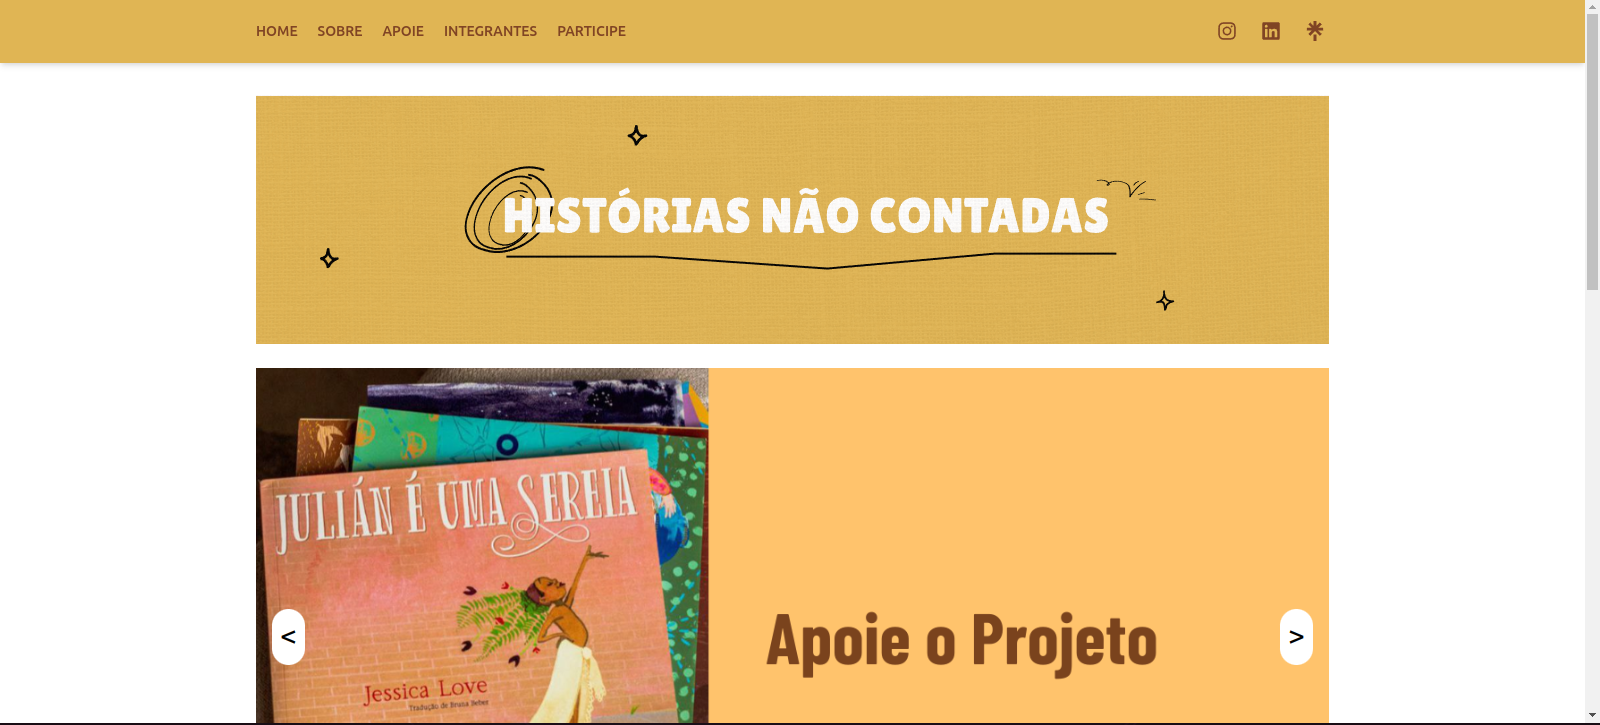 HOME SOBRE APOIE INTEGRANTES PARTICIPE
HISTÓRIAS NÃO CONTADAS
JULIÁN É UMA SEREIA
Jessica Love
Tradução de Bruna Beber
Apoie o Projeto
< >